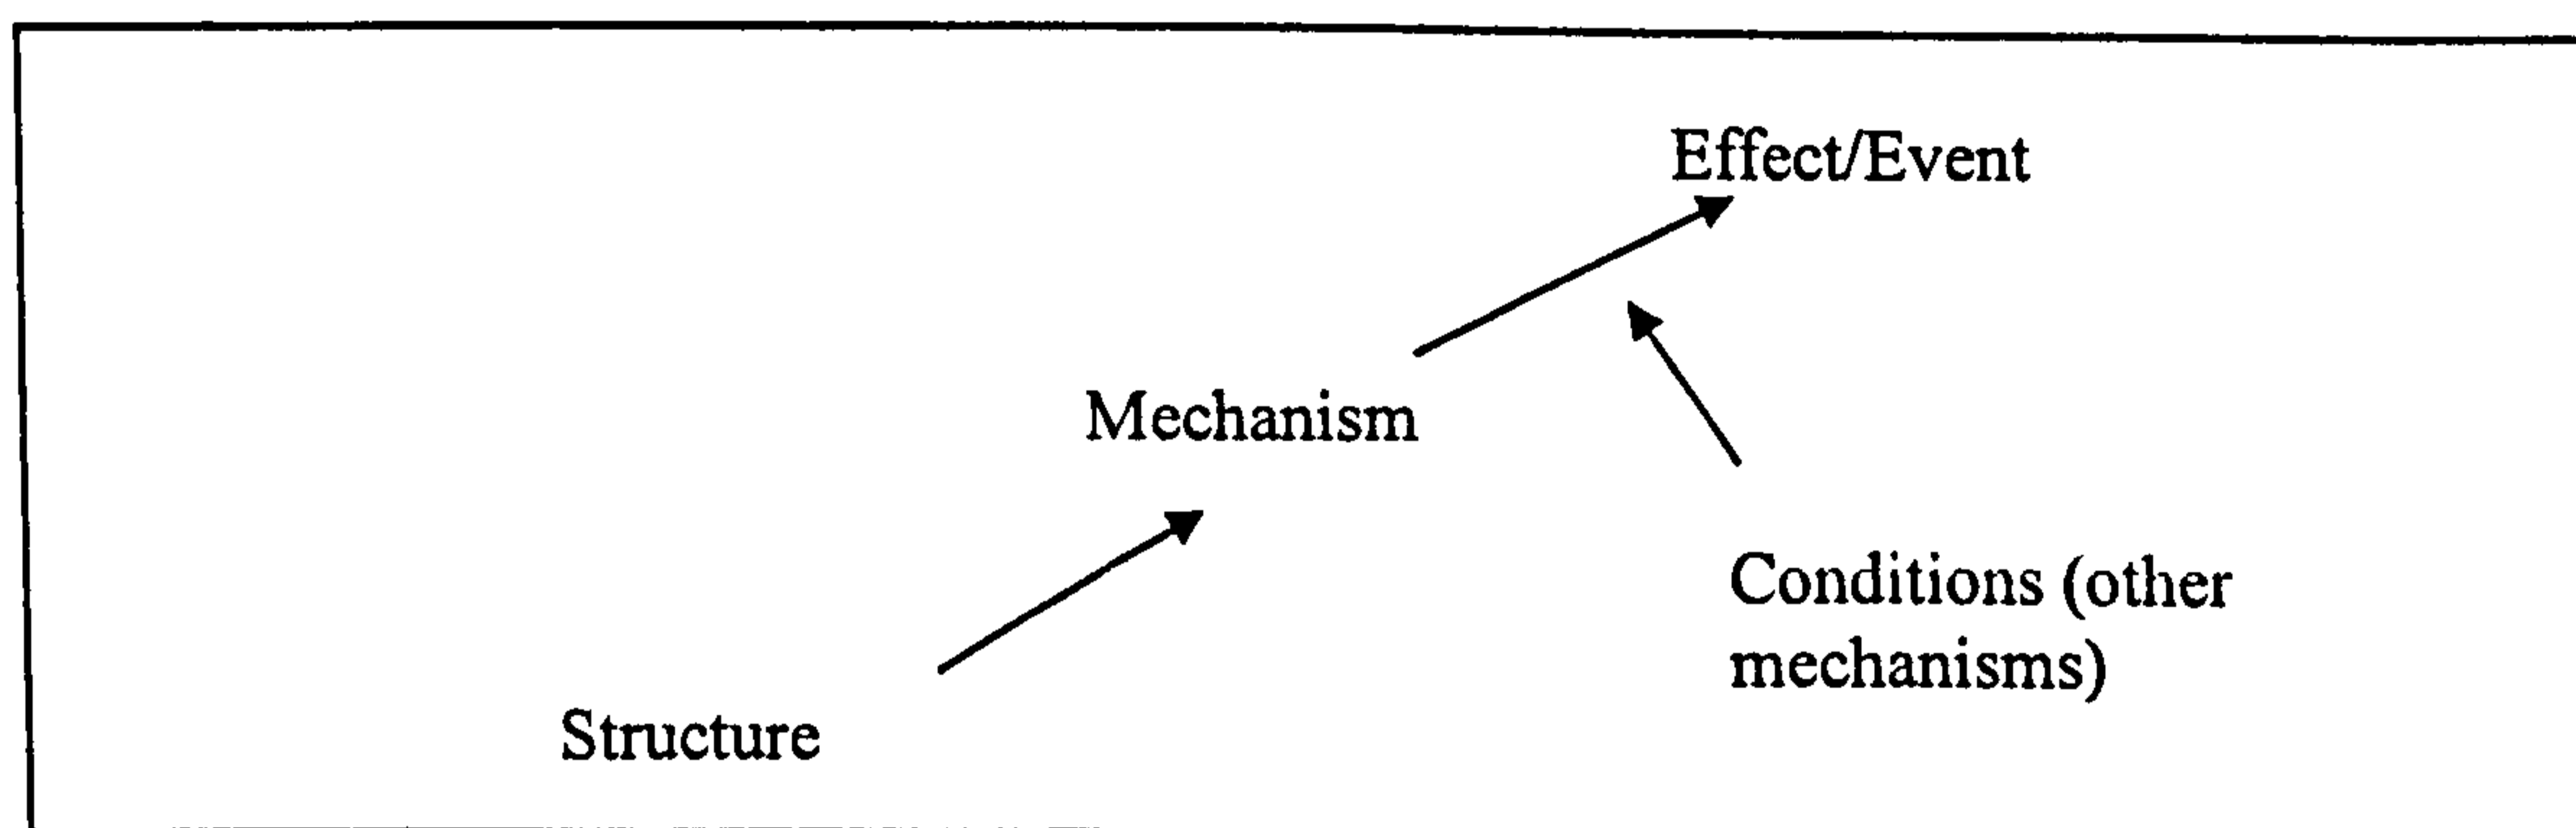 Effect/Event
Mechanism
Conditions (other
mechanisms)
Structure